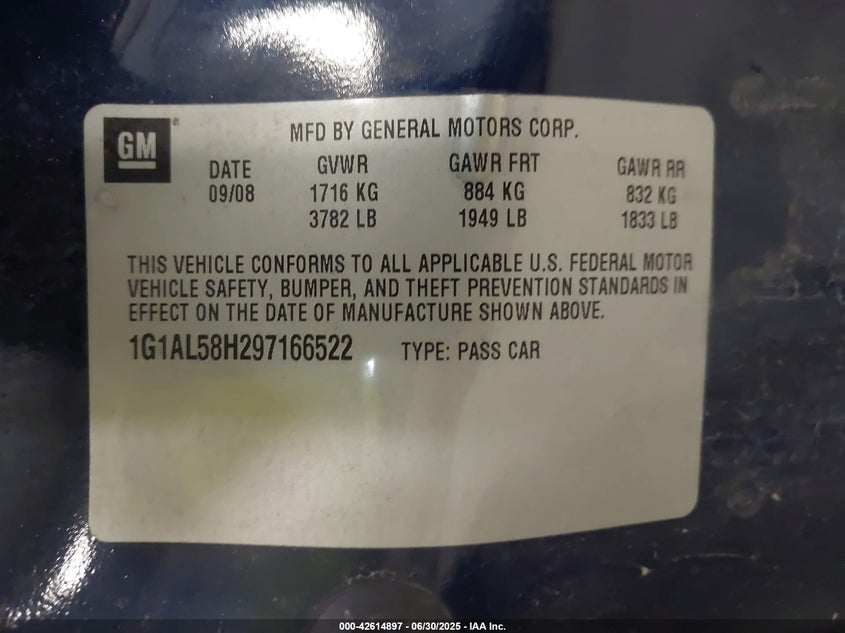 GM®
MFD BY GENERAL MOTORS CORP.
DATE GVWR GAWR FRT GAWR RR
09/08 1716 KG 884 KG 832 KG
3782 LB 1949 LB 1833 LB
THIS VEHICLE CONFORMS TO ALL APPLICABLE U.S. FEDERAL MOTOR
VEHICLE SAFETY, BUMPER, AND THEFT PREVENTION STANDARDS IN
EFFECT ON THE DATE OF MANUFACTURE SHOWN ABOVE.
1G1AL58H297166522 TYPE: PASS CAR
000-42614897 - 06/30/2025 - IAA Inc.